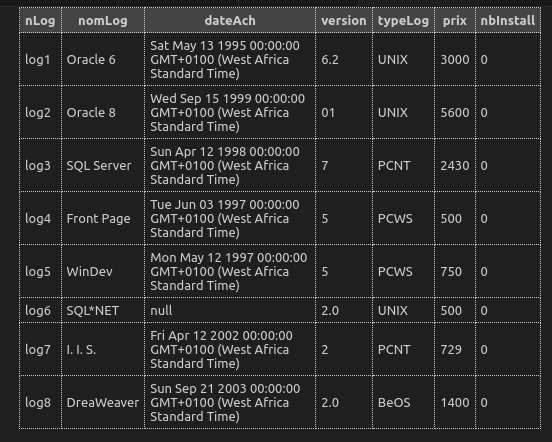 nLog nomLog dateAch version typeLog prix nbInstall
log1 Oracle 6 Sat May 13 1995 00:00:00 GMT+0100 (West Africa Standard Time) 6.2 UNIX 3000 0
log2 Oracle 8 Wed Sep 15 1999 00:00:00 GMT+0100 (West Africa Standard Time) 01 UNIX 5600 0
log3 SQL Server Sun Apr 12 1998 00:00:00 GMT+0100 (West Africa Standard Time) 7 PCNT 2430 0
log4 Front Page Tue Jun 03 1997 00:00:00 GMT+0100 (West Africa Standard Time) 5 PCWS 500 0
log5 WinDev Mon May 12 1997 00:00:00 GMT+0100 (West Africa Standard Time) 5 PCWS 750 0
log6 SQL*NET null 2.0 UNIX 500 0
log7 I. I. S. Fri Apr 12 2002 00:00:00 GMT+0100 (West Africa Standard Time) 2 PCNT 729 0
log8 DreaWeaver Sun Sep 21 2003 00:00:00 GMT+0100 (West Africa Standard Time) 2.0 BeOS 1400 0